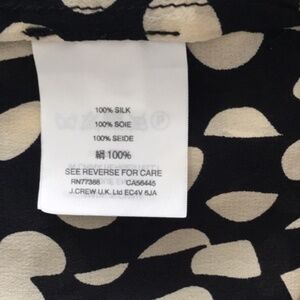 100% SILK
100% SOIE
100% SEIDE
絹 100%
SEE REVERSE FOR CARE
RN77388 CA56445
J.CREW U.K. Ltd EC4V 6JA